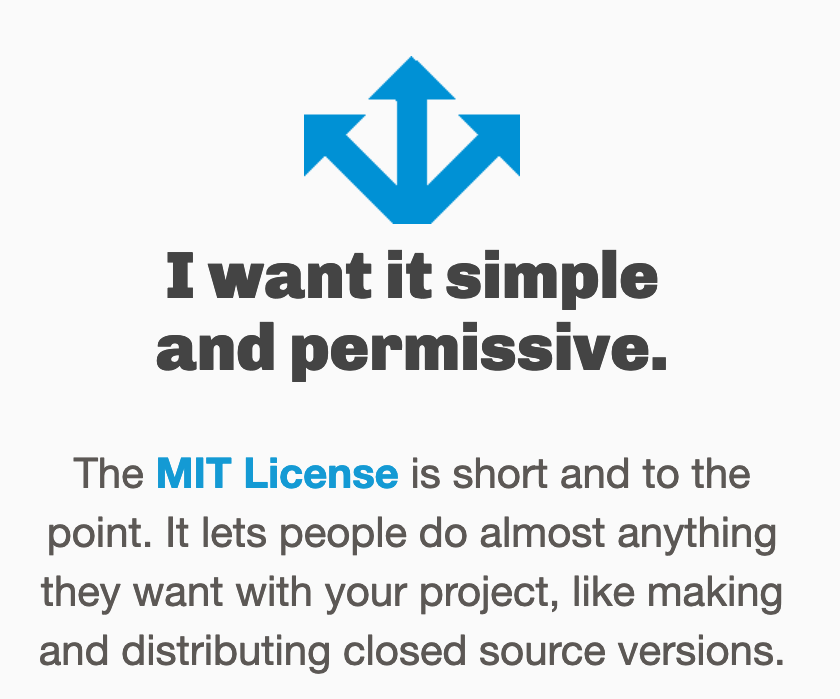 I want it simple
and permissive.
The MIT License is short and to the
point. It lets people do almost anything
they want with your project, like making
and distributing closed source versions.